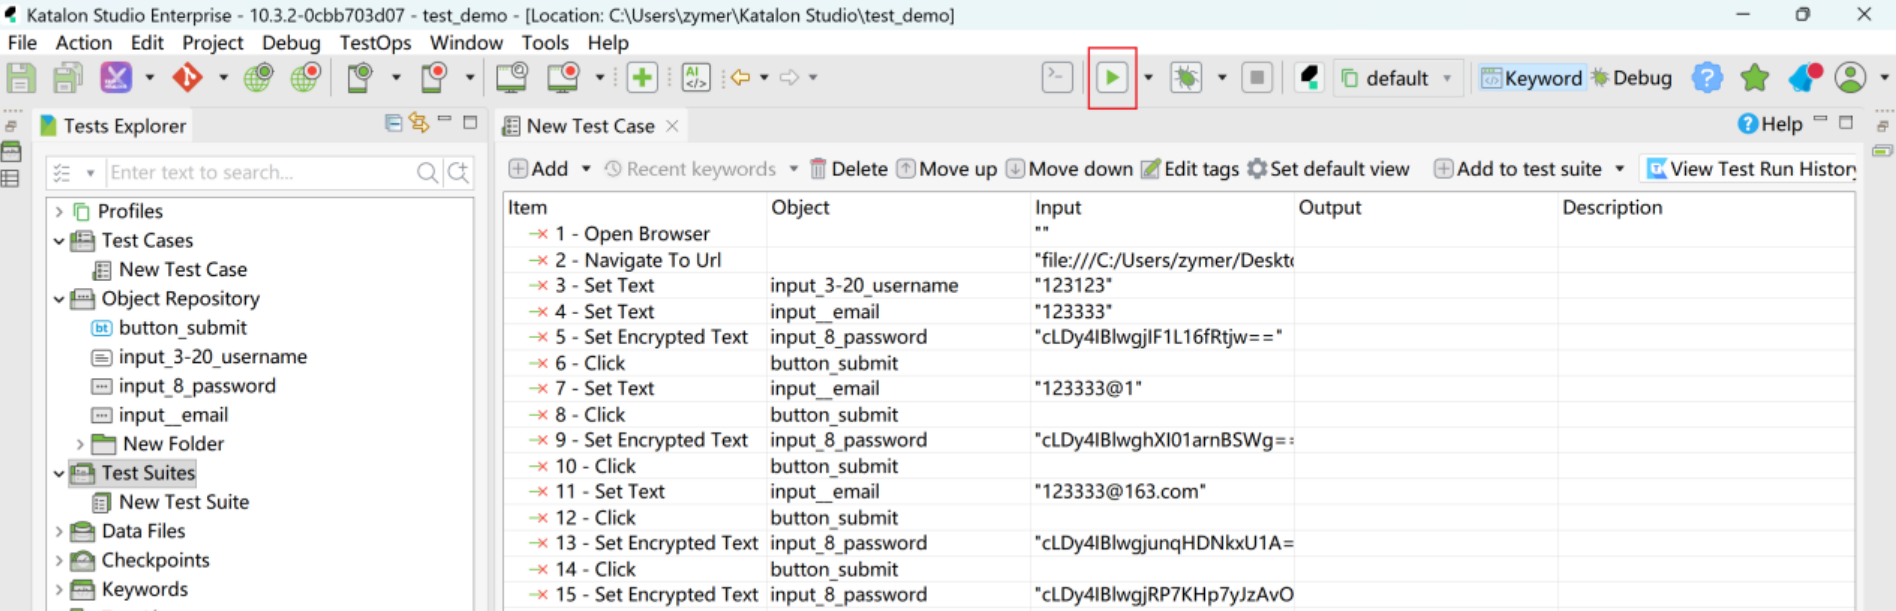 Katalon Studio Enterprise - 10.3.2-0cbb703d07 - test_demo - [Location: C:\Users\zymer\Katalon Studio\test_demo]
File Action Edit Project Debug TestOps Window Tools Help
AI default Keyword Debug
Tests Explorer New Test Case Help
Enter text to search... Add Recent keywords Delete Move up Move down Edit tags Set default view Add to test suite View Test Run History
Item Object Input Output Description
Profiles
Test Cases
New Test Case
Object Repository
bt button_submit
input_3-20_username
input_8_password
input__email
New Folder
Test Suites
New Test Suite
Data Files
Checkpoints
Keywords
1 - Open Browser ""
2 - Navigate To Url "file:///C:/Users/zymer/Deskto
3 - Set Text input_3-20_username "123123"
4 - Set Text input__email "123333"
5 - Set Encrypted Text input_8_password
6 - Click button_submit
7 - Set Text input__email "123333@1"
8 - Click button_submit
9 - Set Encrypted Text input_8_password
10 - Click button_submit
11 - Set Text input__email "123333@163.com"
12 - Click button_submit
13 - Set Encrypted Text input_8_password
14 - Click button_submit
15 - Set Encrypted Text input_8_password